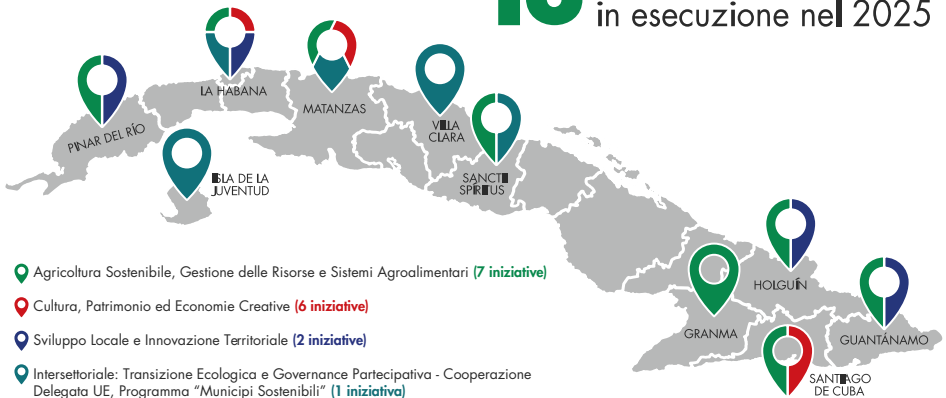 in esecuzione nel 2025
LA HABANA
MATANZAS
PINAR DEL RÍO
VILLA
CLARA
ISLA DE LA
JUVENTUD
SANCTI
SPÍRITUS
Agricoltura Sostenibile, Gestione delle Risorse e Sistemi Agroalimentari (7 iniziative)
HOLGUÍN
Cultura, Patrimonio ed Economie Creative (6 iniziative)
Sviluppo Locale e Innovazione Territoriale (2 iniziative)
GRANMA
GUANTÁNAMO
Intersettoriale: Transizione Ecologica e Governance Partecipativa - Cooperazione
Delegata UE, Programma “Municipi Sostenibili” (1 iniziativa)
SANTIAGO
DE CUBA